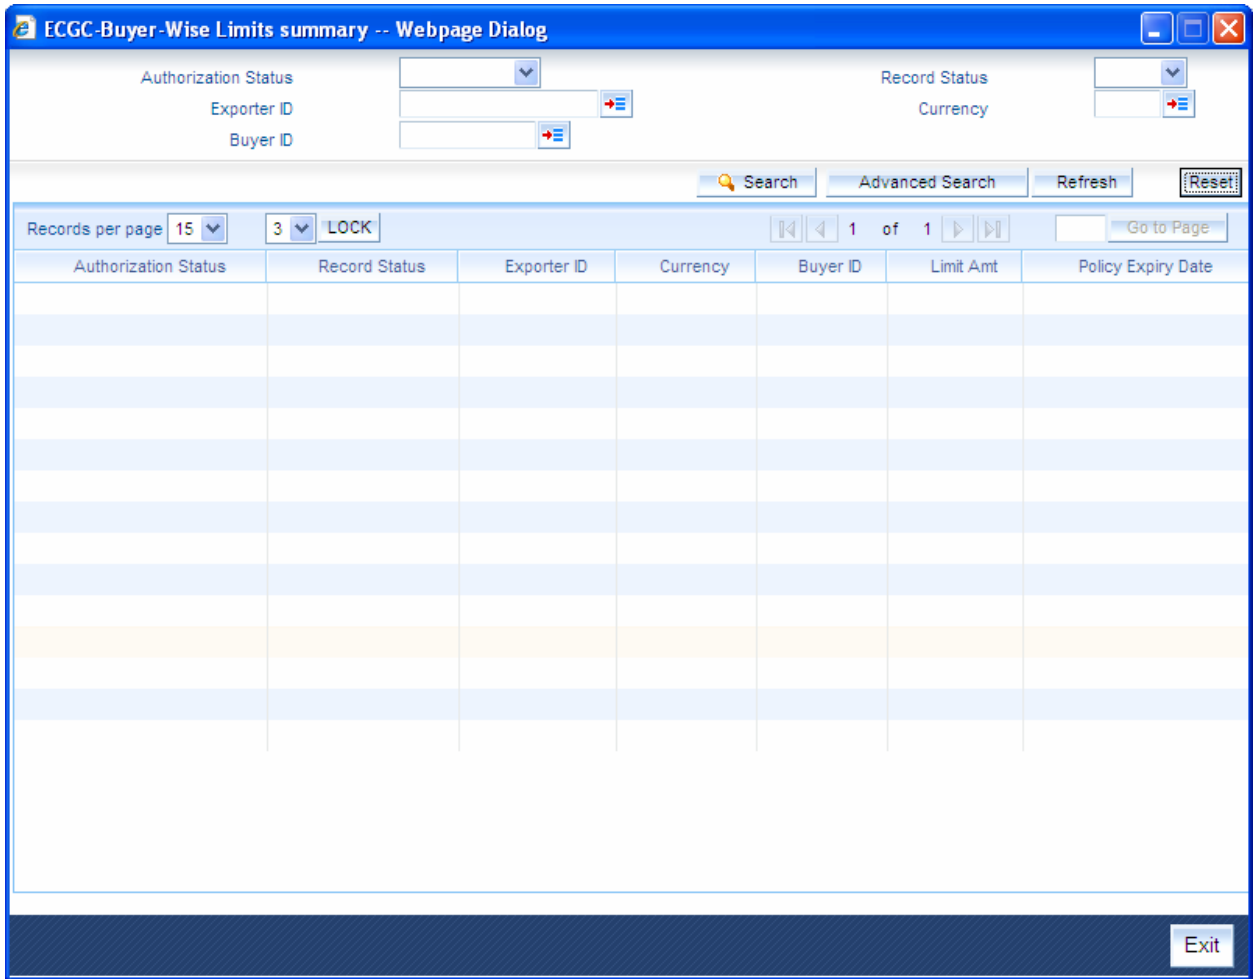 ECGC-Buyer-Wise Limits summary -- Webpage Dialog
Authorization Status Record Status
Exporter ID Currency
Buyer ID
Search Advanced Search Refresh Reset
Records per page 15 3 LOCK 1 of 1 Go to Page
Authorization Status Record Status Exporter ID Currency Buyer ID Limit Amt Policy Expiry Date
Exit